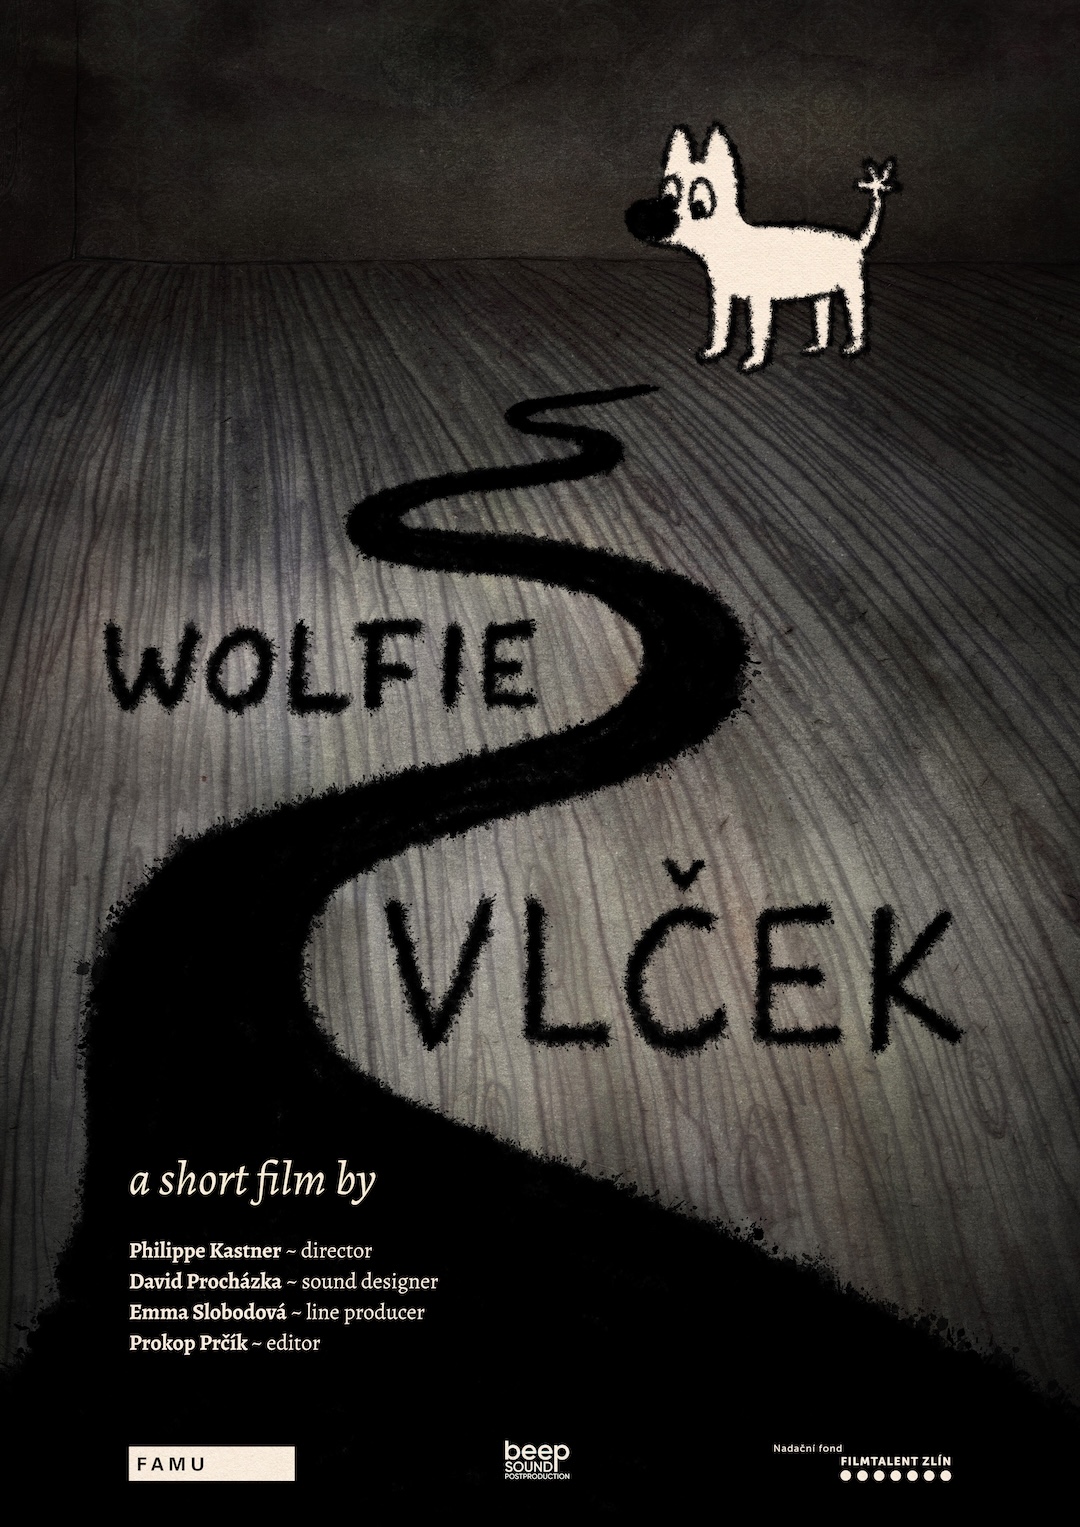 WOLFIE
VLČEK
a short film by
Philippe Kastner ~ director
David Procházka ~ sound designer
Emma Slobodová ~ line producer
Prokop Prčík ~ editor
FAMU
beep
SOUND
POSTPRODUCTION
Nadační fond
FILMTALENT ZLÍN